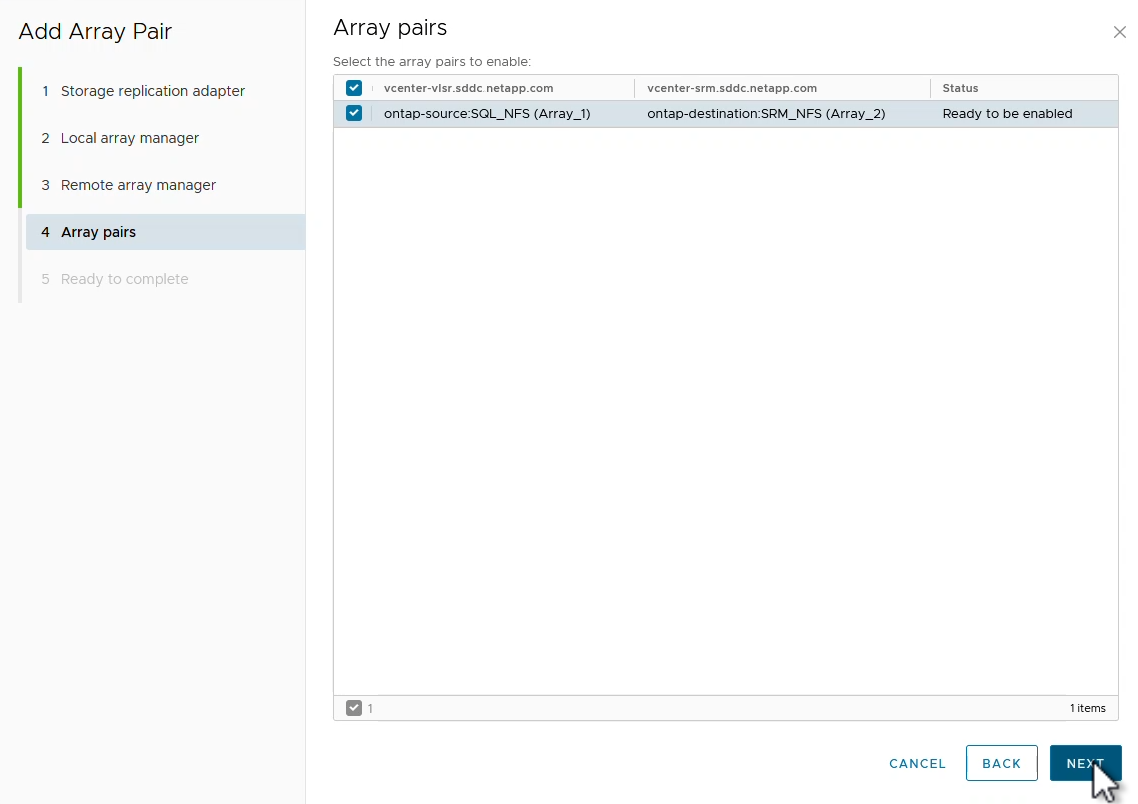 Add Array Pair
1 Storage replication adapter
2 Local array manager
3 Remote array manager
4 Array pairs
5 Ready to complete
Array pairs
Select the array pairs to enable:
vcenter-vlsr.sddc.netapp.com vcenter-srm.sddc.netapp.com Status
ontap-source:SQL_NFS (Array_1) ontap-destination:SRM_NFS (Array_2) Ready to be enabled
1 1 items
CANCEL BACK NEXT